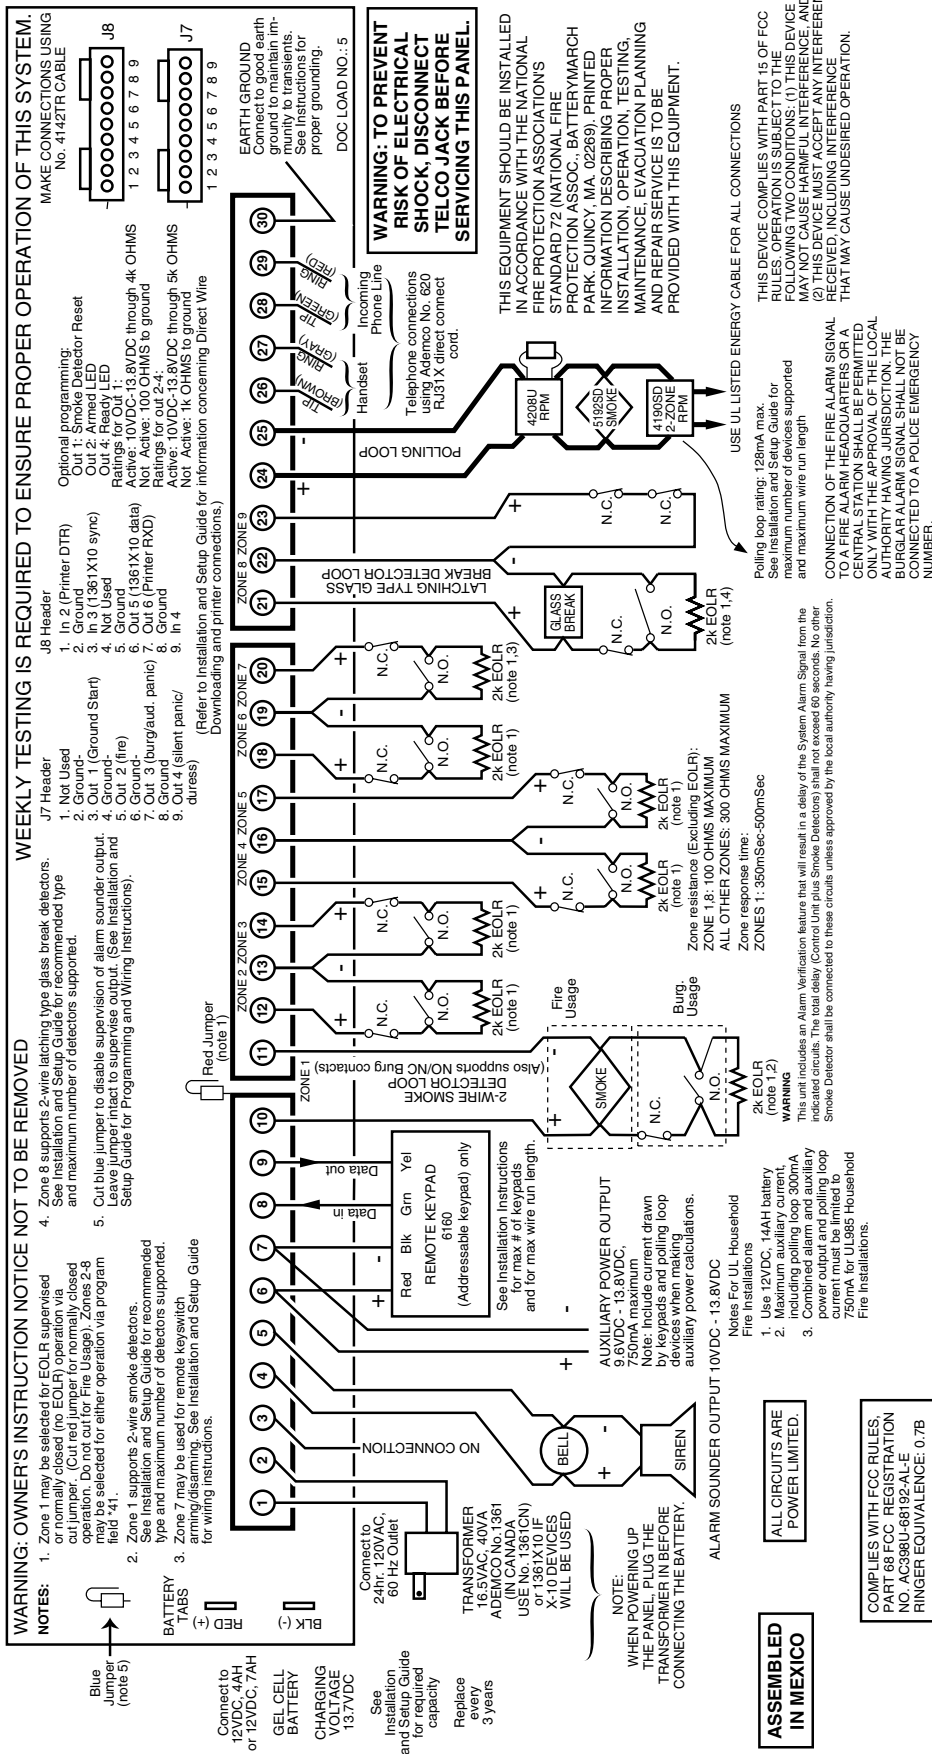 WARNING: OWNER'S INSTRUCTION NOTICE NOT TO BE REMOVED
WEEKLY TESTING IS REQUIRED TO ENSURE PROPER OPERATION OF THIS SYSTEM.
NOTES:
1. Zone 1 may be selected for EOLR supervised
or normally closed (no EOLR) operation via
cut jumper. (Cut red jumper for normally closed
operation. Do not cut for Fire Usage). Zones 2-8
may be selected for either operation via program
field *41.
2. Zone 1 supports 2-wire smoke detectors.
See Installation and Setup Guide for recommended
type and maximum number of detectors supported.
3. Zone 7 may be used for remote keyswitch
arming/disarming. See Installation and Setup Guide
for wiring instructions.
4. Zone 8 supports 2-wire latching type glass break detectors.
See Installation and Setup Guide for recommended type
and maximum number of detectors supported.
5. Cut blue jumper to disable supervision of alarm sounder output.
Leave jumper intact to supervise output. (See Installation and
Setup Guide for Programming and Wiring Instructions).
J7 Header
1. Not Used
2. Ground-
3. Out 1 (Ground Start)
4. Ground-
5. Out 2 (fire)
6. Ground-
7. Out 3 (burg/aud. panic)
8. Ground
9. Out 4 (silent panic/
duress)
J8 Header
1. In 2 (Printer DTR)
2. Ground
3. In 3 (1361X10 sync)
4. Not Used
5. Ground
6. Out 5 (1361X10 data)
7. Out 6 (Printer RXD)
8. Ground
9. In 4
(Refer to Installation and Setup Guide for information concerning Direct Wire
Downloading and printer connections.)
Optional programming:
Out 1: Smoke Detector Reset
Out 2: Armed LED
Out 4: Ready LED
Ratings for Out 1:
Active: 10VDC-13.8VDC through 4k OHMS
Not Active: 100 OHMS to ground
Ratings for out 2-4:
Active: 10VDC-13.8VDC through 5k OHMS
Not Active: 1k OHMS to ground
MAKE CONNECTIONS USING
No. 4142TR CABLE
J8
1 2 3 4 5 6 7 8 9
J7
1 2 3 4 5 6 7 8 9
EARTH GROUND
Connect to good earth
ground to maintain im-
munity to transients.
See Instructions for
proper grounding.
DOC LOAD NO.: 5
Blue
Jumper
(note 5)
BATTERY
TABS
RED (+)
BLK (-)
Red Jumper
(note 1)
1 2 3 4 5 6 7 8 9 10
11 12 13 14 15 16 17 18 19 20
21 22 23 24 25 26 27 28 29 30
ZONE 1
ZONE 2
ZONE 3
ZONE 4
ZONE 5
ZONE 6
ZONE 7
ZONE 8
ZONE 9
Connect to
12VDC, 4AH
or 12VDC, 7AH
GEL CELL
BATTERY
CHARGING
VOLTAGE
13.7VDC
See
Installation
and Setup Guide
for required
capacity
Replace
every
3 years
Connect to
24hr. 120VAC,
60 Hz Outlet
TRANSFORMER
16.5VAC, 40VA
ADEMCO No.1361
(IN CANADA
USE No. 1361CN)
or 1361X10 IF
X-10 DEVICES
WILL BE USED
NOTE:
WHEN POWERING UP
THE PANEL, PLUG THE
TRANSFORMER IN BEFORE
CONNECTING THE BATTERY.
NO CONNECTION
BELL
+
-
SIREN
ALARM SOUNDER OUTPUT 10VDC - 13.8VDC
+
-
AUXILIARY POWER OUTPUT
9.6VDC - 13.8VDC,
750mA maximum
Note: Include current drawn
by keypads and polling loop
devices when making
auxiliary power calculations.
+
-
Data in
Data out
Red Blk Grn Yel
REMOTE KEYPAD
6160
(Addressable keypad) only
See Installation Instructions
for max # of keypads
and for max wire run length.
2-WIRE SMOKE
DETECTOR LOOP
(Also supports NO/NC Burg contacts)
+
-
SMOKE
Fire
Usage
N.C.
N.O.
Burg.
Usage
2k EOLR
(note 1,2)
+
-
+
N.C.
N.O.
N.C.
N.O.
2k EOLR
(note 1)
2k EOLR
(note 1)
+
-
+
N.C.
N.O.
N.C.
N.O.
2k EOLR
(note 1)
2k EOLR
(note 1)
+
-
+
N.C.
N.O.
N.C.
N.O.
2k EOLR
(note 1)
2k EOLR
(note 1,3)
LATCHING TYPE GLASS
BREAK DETECTOR LOOP
+
-
+
GLASS
BREAK
N.C.
N.O.
2k EOLR
(note 1,4)
N.C.
N.C.
POLLING LOOP
+
-
4208U
RPM
5192SD
SMOKE
4190SD
2-ZONE
RPM
USE UL LISTED ENERGY CABLE FOR ALL CONNECTIONS
TIP
(BROWN)
RING
(GRAY)
TIP
(GREEN)
RING
(RED)
Handset
Incoming
Phone Line
Telephone connections
using Ademco No. 620
RJ31X direct connect
cord.
WARNING: TO PREVENT
RISK OF ELECTRICAL
SHOCK, DISCONNECT
TELCO JACK BEFORE
SERVICING THIS PANEL.
THIS EQUIPMENT SHOULD BE INSTALLED
IN ACCORDANCE WITH THE NATIONAL
FIRE PROTECTION ASSOCIATION'S
STANDARD 72 (NATIONAL FIRE
PROTECTION ASSOC., BATTERYMARCH
PARK. QUINCY, MA. 02269). PRINTED
INFORMATION DESCRIBING PROPER
INSTALLATION, OPERATION, TESTING,
MAINTENANCE, EVACUATION PLANNING
AND REPAIR SERVICE IS TO BE
PROVIDED WITH THIS EQUIPMENT.
Zone resistance (Excluding EOLR):
ZONE 1,8: 100 OHMS MAXIMUM
ALL OTHER ZONES: 300 OHMS MAXIMUM
Zone response time:
ZONES 1: 350mSec-500mSec
WARNING
This unit includes an Alarm Verification feature that will result in a delay of the System Alarm Signal from the
indicated circuits. The total delay (Control Unit plus Smoke Detectors) shall not exceed 60 seconds. No other
Smoke Detector shall be connected to these circuits unless approved by the local authority having jurisdiction.
Polling loop rating: 128mA max.
See Installation and Setup Guide for
maximum number of devices supported
and maximum wire run length
CONNECTION OF THE FIRE ALARM SIGNAL
TO A FIRE ALARM HEADQUARTERS OR A
CENTRAL STATION SHALL BE PERMITTED
ONLY WITH THE APPROVAL OF THE LOCAL
AUTHORITY HAVING JURISDICTION. THE
BURGLAR ALARM SIGNAL SHALL NOT BE
CONNECTED TO A POLICE EMERGENCY
NUMBER.
THIS DEVICE COMPLIES WITH PART 15 OF FCC
RULES. OPERATION IS SUBJECT TO THE
FOLLOWING TWO CONDITIONS: (1) THIS DEVICE
MAY NOT CAUSE HARMFUL INTERFERENCE, AND
(2) THIS DEVICE MUST ACCEPT ANY
RECEIVED, INCLUDING INTERFERENCE
THAT MAY CAUSE UNDESIRED OPERATION.
Notes For UL Household
Fire Installations
1. Use 12VDC, 14AH battery
2. Maximum auxiliary current,
including polling loop 300mA
3. Combined alarm and auxiliary
power output and polling loop
current must be limited to
750mA for UL985 Household
Fire Installations.
ALL CIRCUITS ARE
POWER LIMITED.
ASSEMBLED
IN MEXICO
COMPLIES WITH FCC RULES,
PART 68 FCC REGISTRATION
NO. AC398U-68192-AL-E
RINGER EQUIVALENCE: 0.7B